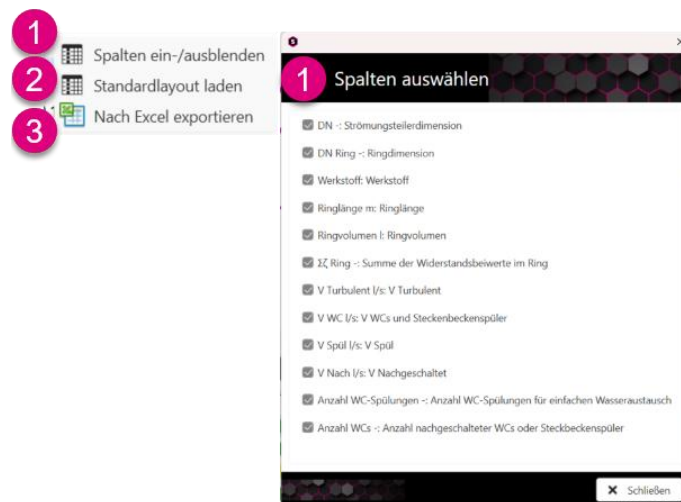 1
Spalten ein-/ausblenden
2
Standardlayout laden
3
Nach Excel exportieren
1
Spalten auswählen
DN -: Strömungsteilerdimension
DN Ring -: Ringdimension
Werkstoff: Werkstoff
Ringlänge m: Ringlänge
Ringvolumen l: Ringvolumen
Σζ Ring -: Summe der Widerstandsbeiwerte im Ring
V Turbulent l/s: V Turbulent
V WC l/s: V WCs und Steckenbeckenspüler
V Spül l/s: V Spül
V Nach l/s: V Nachgeschaltet
Anzahl WC-Spülungen -: Anzahl WC-Spülungen für einfachen Wasseraustausch
Anzahl WCs -: Anzahl nachgeschalteter WCs oder Steckbeckenspüler
Schließen